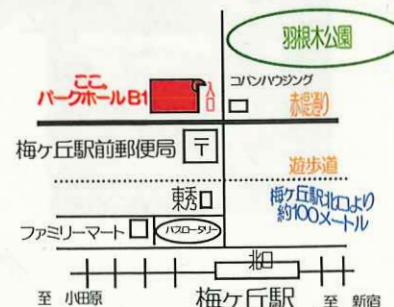 羽根木公園
ここ
パークホールB1
入口
コパンハウジング
赤堤通り
梅ヶ丘駅前郵便局
〒
遊歩道
東秀
梅ヶ丘駅北口より
約100メートル
ファミリーマート
バスロータリー
北口
至 小田原
梅ヶ丘駅
至 新宿